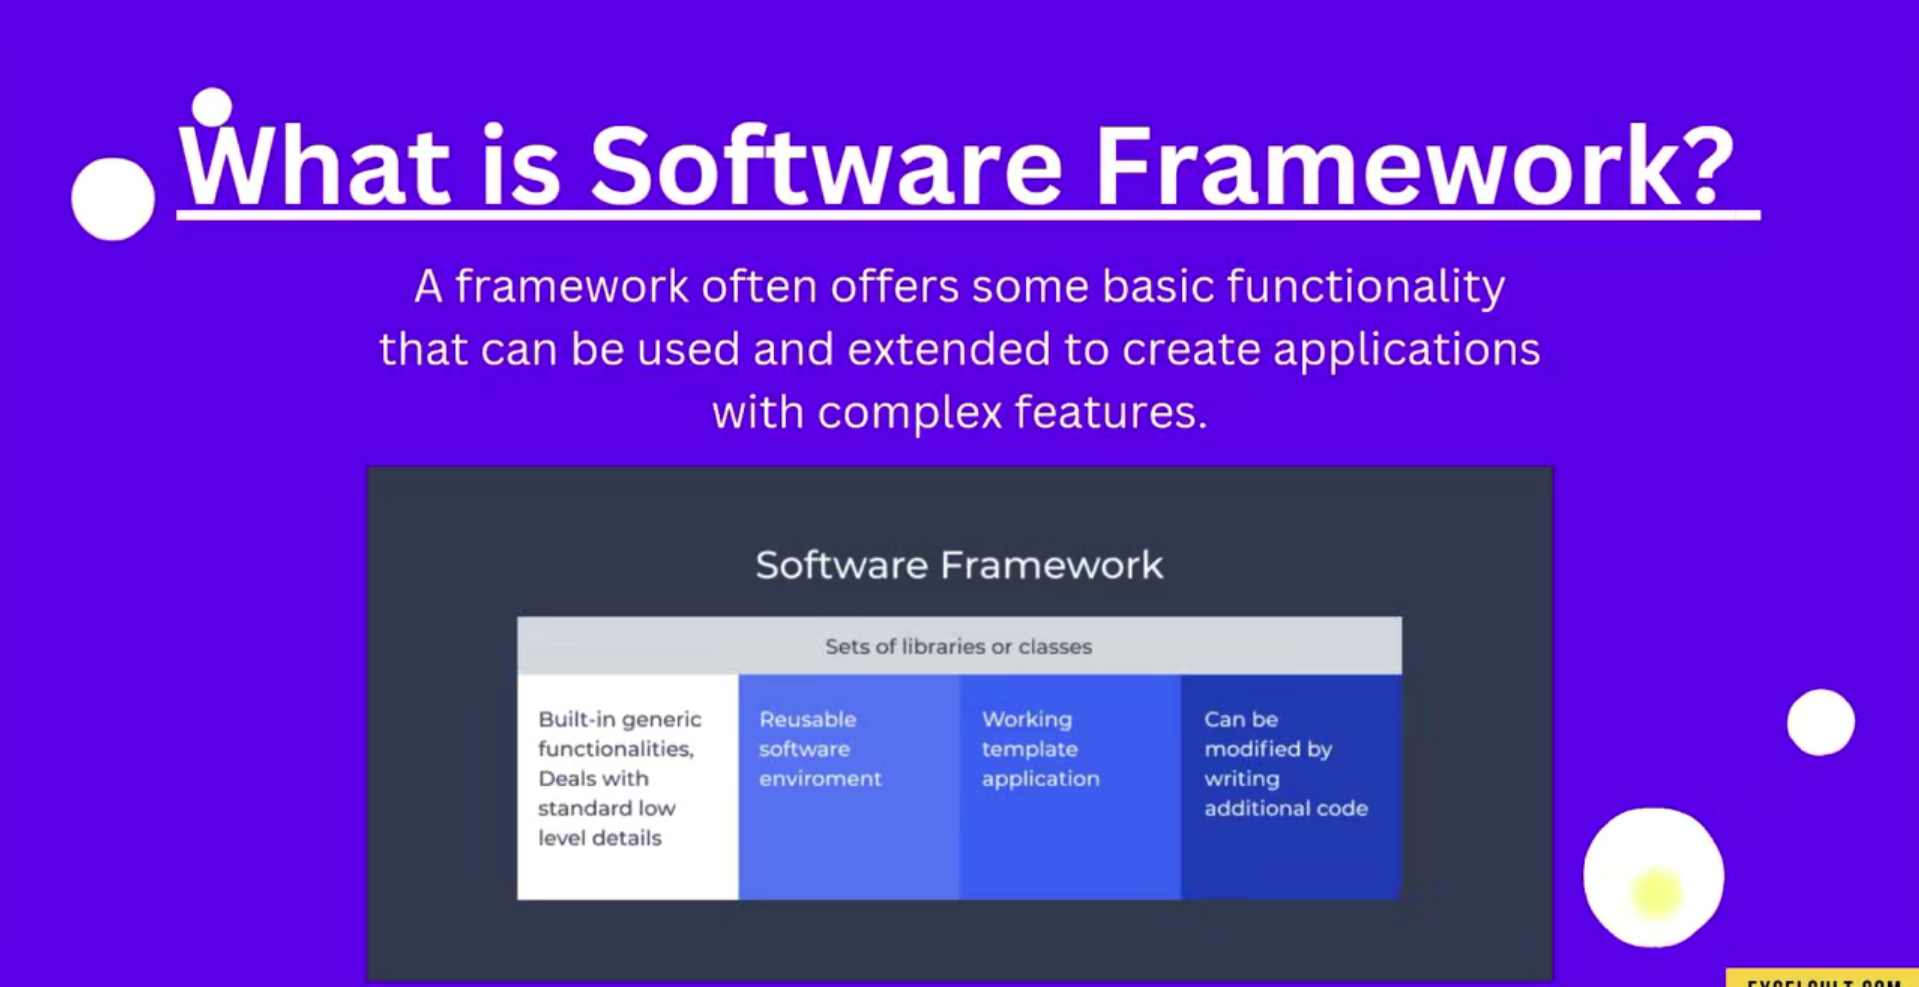 What is Software Framework?
A framework often offers some basic functionality
that can be used and extended to create applications
with complex features.
Software Framework
Sets of libraries or classes
Built-in generic
functionalities,
Deals with
standard low
level details
Reusable
software
enviroment
Working
template
application
Can be
modified by
writing
additional code
EXCELCULT.COM